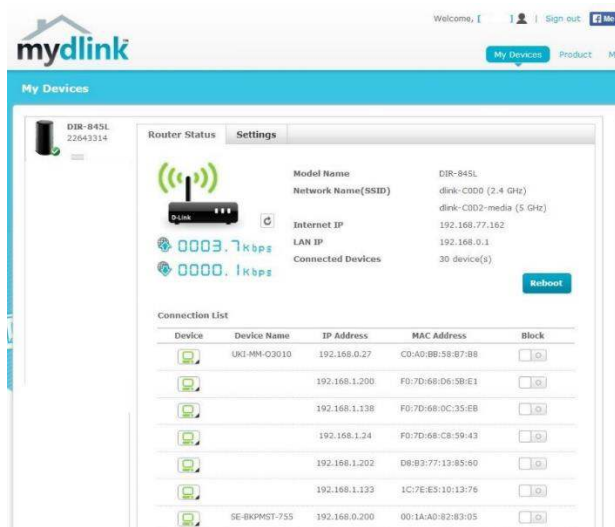 Welcome, [ ] | Sign out
mydlink
My Devices Product
My Devices
DIR-845L
22643314
Router Status Settings
Model Name DIR-845L
Network Name(SSID) dlink-C000 (2.4 GHz)
dlink-C002-media (5 GHz)
D-Link
Internet IP 192.168.77.162
0003.7kbps
LAN IP 192.168.0.1
0000.1kbps
Connected Devices 30 device(s)
Reboot
Connection List
Device Device Name IP Address MAC Address Block
UKI-MM-O3010 192.168.0.27 C0:A0:BB:58:B7:B8
192.168.1.200 F0:7D:68:D6:5B:E1
192.168.1.138 F0:7D:68:0C:35:EB
192.168.1.24 F0:7D:68:C8:59:43
192.168.1.202 D8:B3:77:13:85:60
192.168.1.133 1C:7E:E5:10:13:76
SE-BKPMST-755 192.168.0.200 00:1A:A0:82:83:05